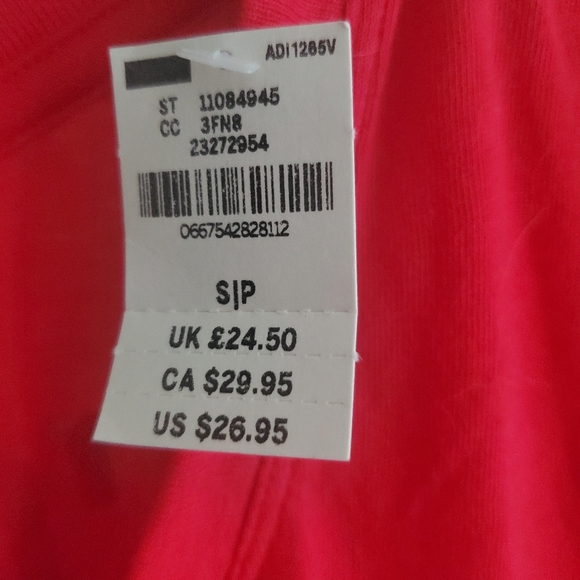 ADI1265V
ST 11084945
CC 3FN8
23272954
0667542828112
S|P
UK £24.50
CA $29.95
US $26.95